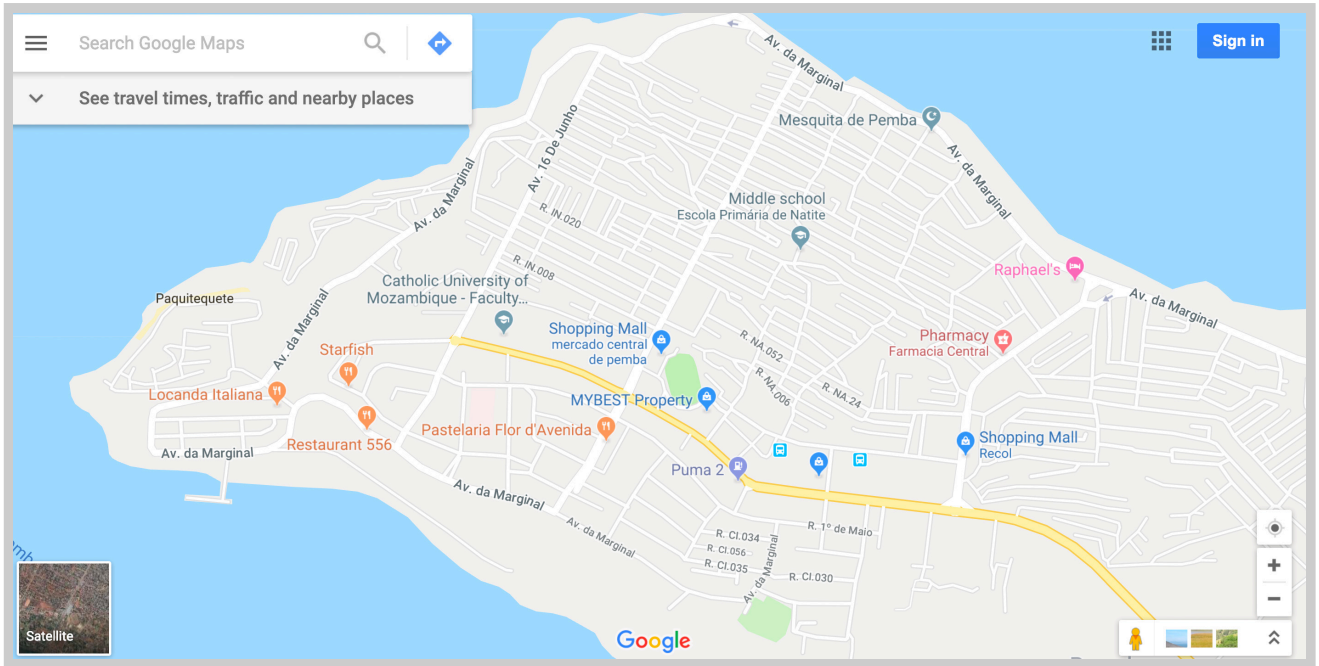 Search Google Maps
Sign in
See travel times, traffic and nearby places
Av. da Marginal
Mesquita de Pemba
Av. 16 De Junho
Av. da Marginal
Av. da Marginal
Middle school
Escola Primária de Natite
R. IN.020
R. IN.008
Raphael's
Catholic University of
Mozambique - Faculty...
Paquitequete
Av. da Marginal
Av. da Marginal
Shopping Mall
mercado central
de pemba
Pharmacy
Farmacia Central
Starfish
R. NA.052
R. NA.006
R. NA.24
Locanda Italiana
MYBEST Property
Pastelaria Flor d'Avenida
Restaurant 556
Shopping Mall
Recol
Av. da Marginal
Puma 2
Av. da Marginal
Av. da Marginal
R. 1° de Maio
R. CI.034
R. CI.056
R. CI.035
R. CI.030
Av. da Marginal
Satellite
Google